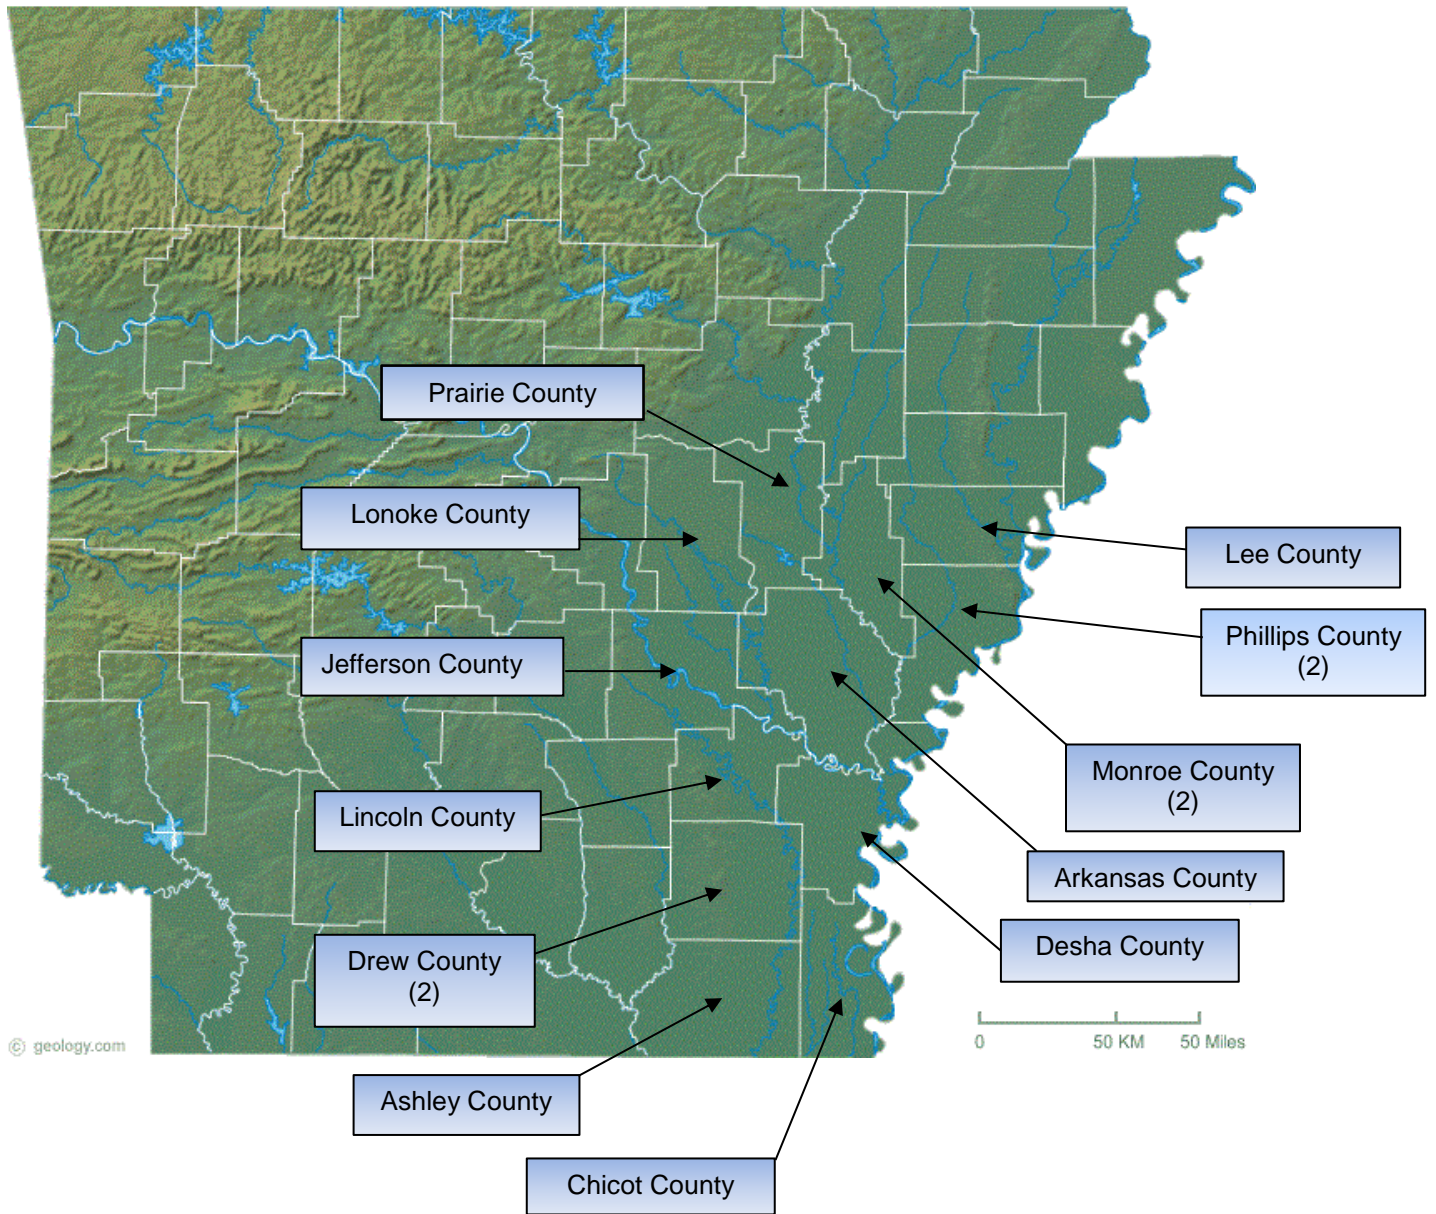 Prairie County
Lonoke County
Lee County
Phillips County
(2)
Jefferson County
Monroe County
(2)
Lincoln County
Arkansas County
Drew County
(2)
Desha County
© geology.com
0 50 KM 50 Miles
Ashley County
Chicot County